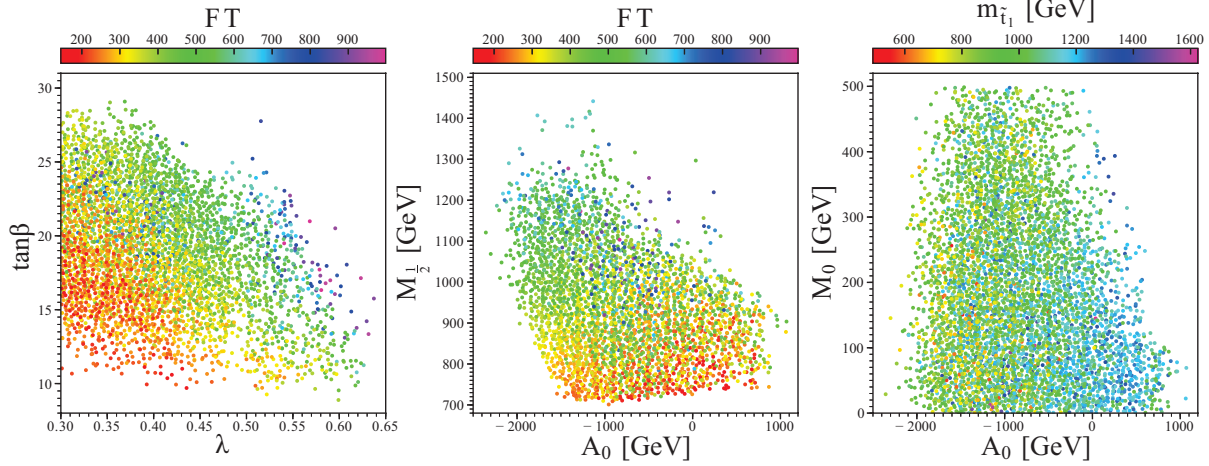 FT
200 300 400 500 600 700 800 900
30
25
20
15
10
tanβ
0.30 0.35 0.40 0.45 0.50 0.55 0.60 0.65
λ
FT
200 300 400 500 600 700 800 900
1500
1400
1300
1200
1100
1000
900
800
700
M_{1/2} [GeV]
−2000 −1000 0 1000
A₀ [GeV]
m_{t̃₁} [GeV]
600 800 1000 1200 1400 1600
500
400
300
200
100
0
M₀ [GeV]
−2000 −1000 0 1000
A₀ [GeV]